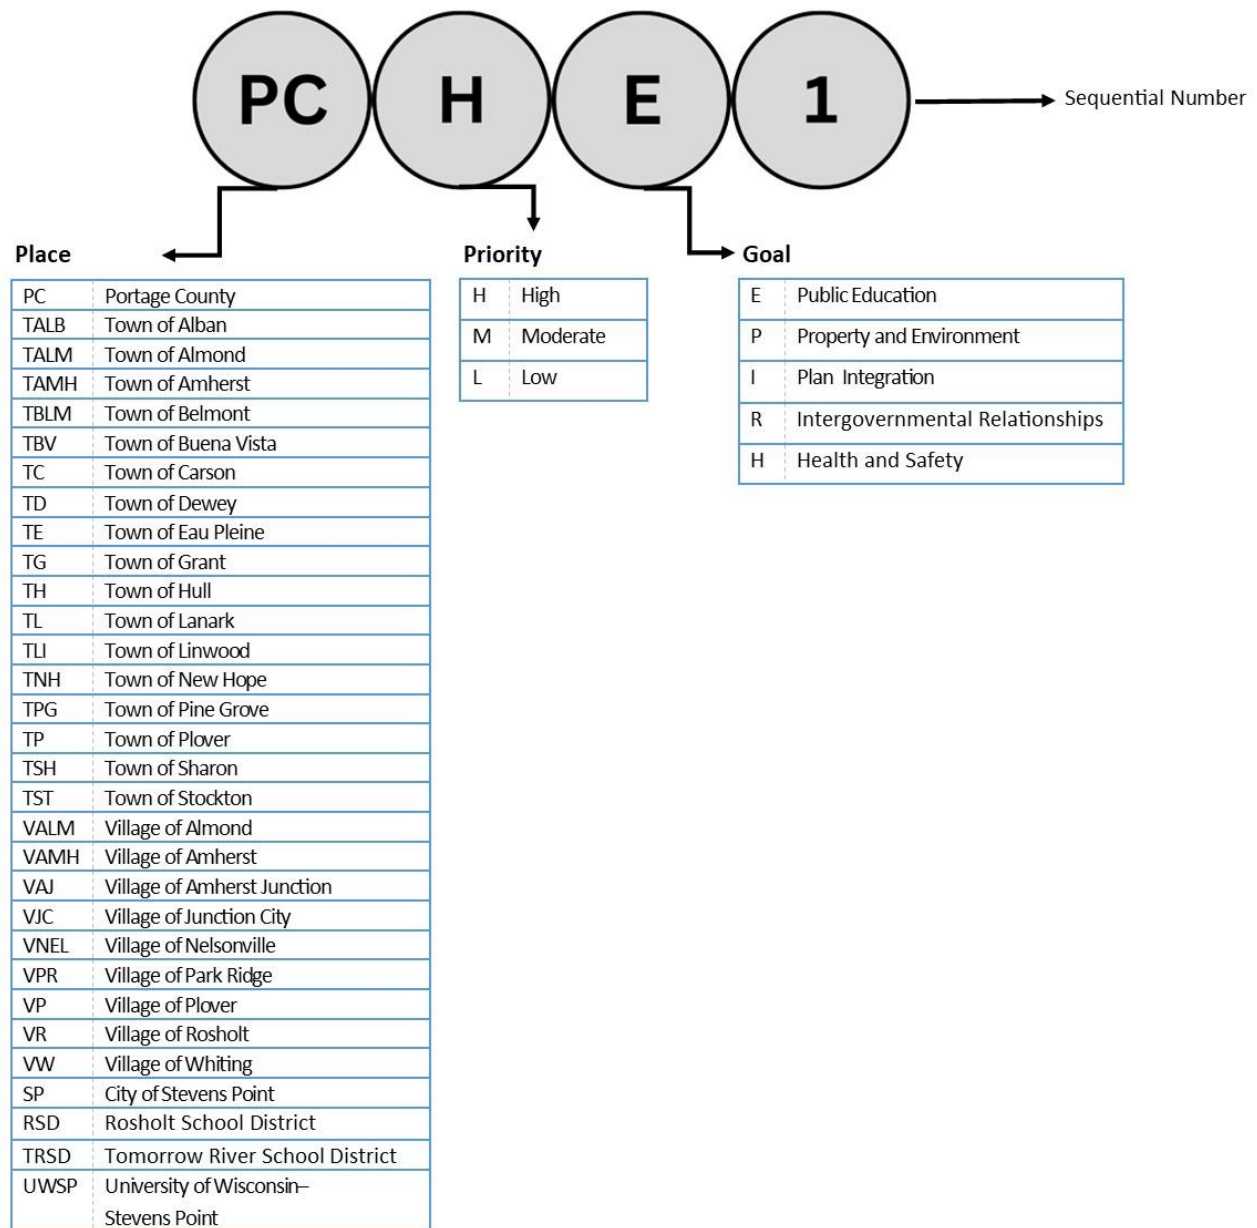 PC H E 1
Sequential Number
Place
PC Portage County
TALB Town of Alban
TALM Town of Almond
TAMH Town of Amherst
TBLM Town of Belmont
TBV Town of Buena Vista
TC Town of Carson
TD Town of Dewey
TE Town of Eau Pleine
TG Town of Grant
TH Town of Hull
TL Town of Lanark
TLI Town of Linwood
TNH Town of New Hope
TPG Town of Pine Grove
TP Town of Plover
TSH Town of Sharon
TST Town of Stockton
VALM Village of Almond
VAMH Village of Amherst
VAJ Village of Amherst Junction
VJC Village of Junction City
VNEL Village of Nelsonville
VPR Village of Park Ridge
VP Village of Plover
VR Village of Rosholt
VW Village of Whiting
SP City of Stevens Point
RSD Rosholt School District
TRSD Tomorrow River School District
UWSP University of Wisconsin–
Stevens Point
Priority
H High
M Moderate
L Low
Goal
E Public Education
P Property and Environment
I Plan Integration
R Intergovernmental Relationships
H Health and Safety